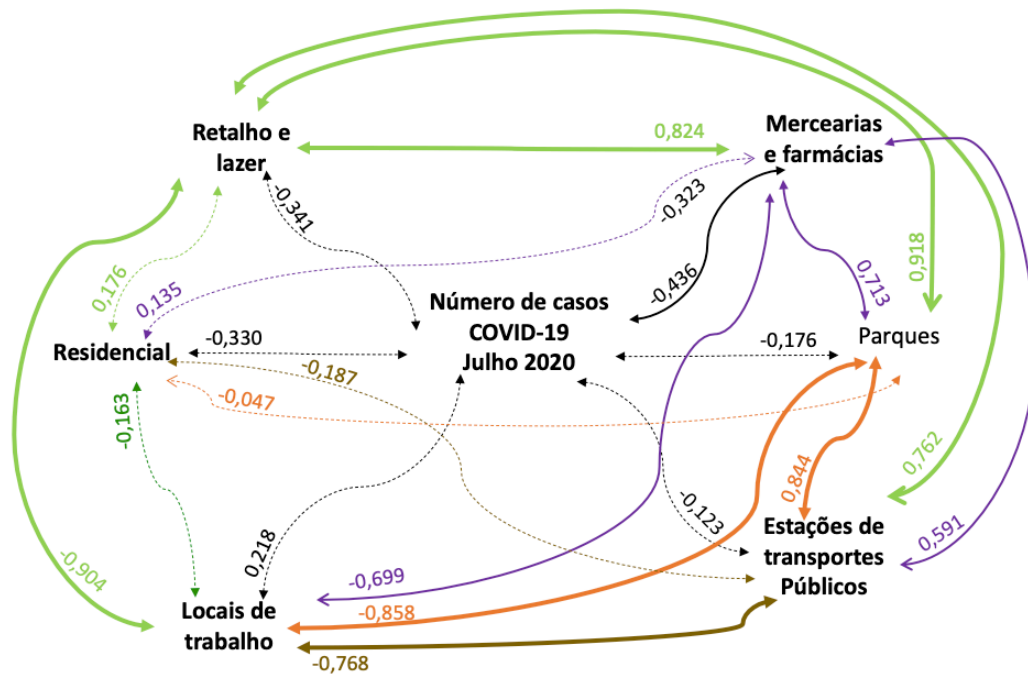 Retalho e
lazer
0,824
Mercearias
e farmácias
-0,341
-0,323
0,176
0,135
-0,436
0,713
0,918
Número de casos
COVID-19
Julho 2020
Residencial
-0,330
-0,176
Parques
-0,187
-0,047
-0,163
0,762
0,844
-0,123
0,591
0,218
Estações de
transportes
Públicos
-0,904
-0,699
Locais de
trabalho
-0,858
-0,768